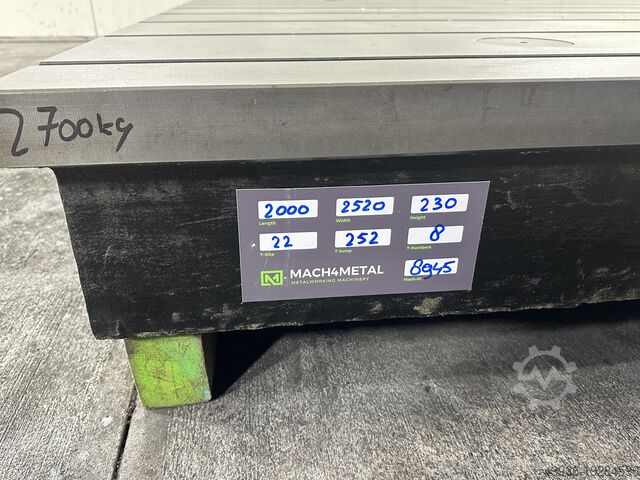 2700kg
2000 2520 230
Length Width Height
22 252 8
T-Size T-Jump T-Numbers
MACH4METAL 8945
METALWORKING MACHINERY Mach-ID